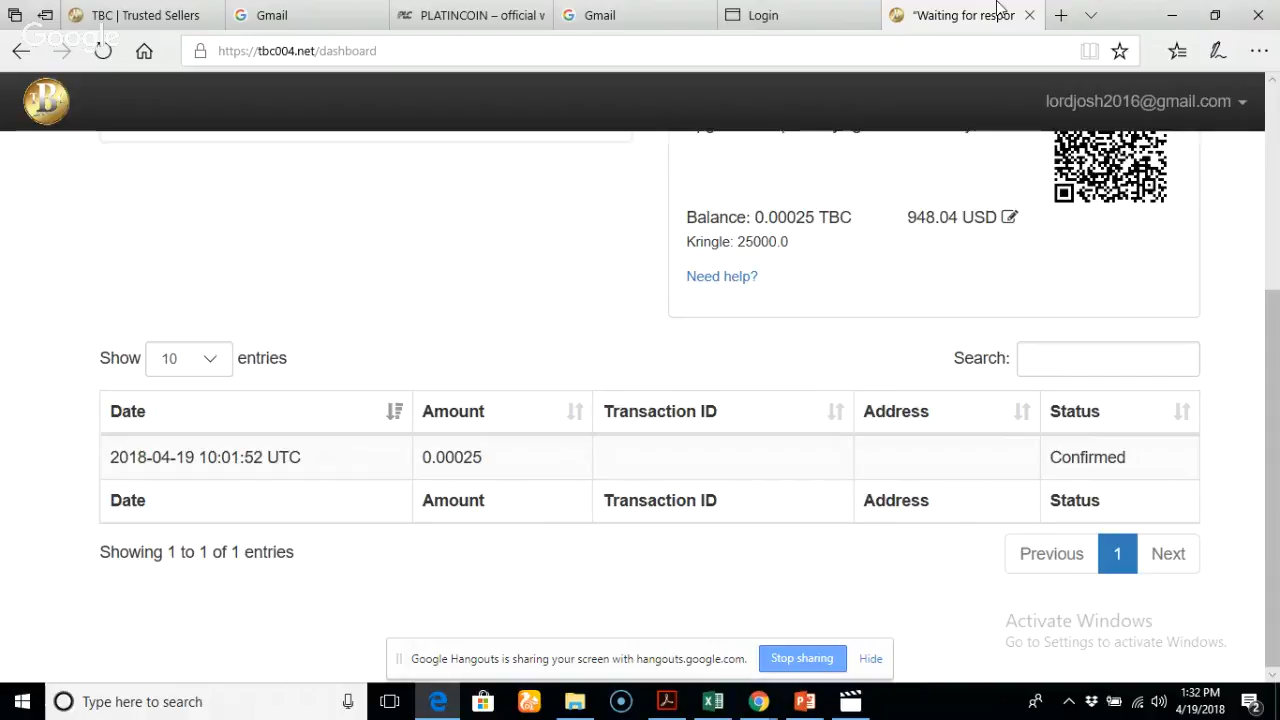 TBC | Trusted Sellers
Gmail
PLATINCOIN – official v
Gmail
Login
"Waiting for respor
Google
https://tbc004.net/dashboard
lordjosh2016@gmail.com
Balance: 0.00025 TBC
948.04 USD
Kringle: 25000.0
Need help?
Show 10 entries
Search:
Date Amount Transaction ID Address Status
2018-04-19 10:01:52 UTC 0.00025 Confirmed
Date Amount Transaction ID Address Status
Showing 1 to 1 of 1 entries
Previous 1 Next
Activate Windows
Go to Settings to activate Windows.
Google Hangouts is sharing your screen with hangouts.google.com. Stop sharing Hide
Type here to search
1:32 PM
4/19/2018
2